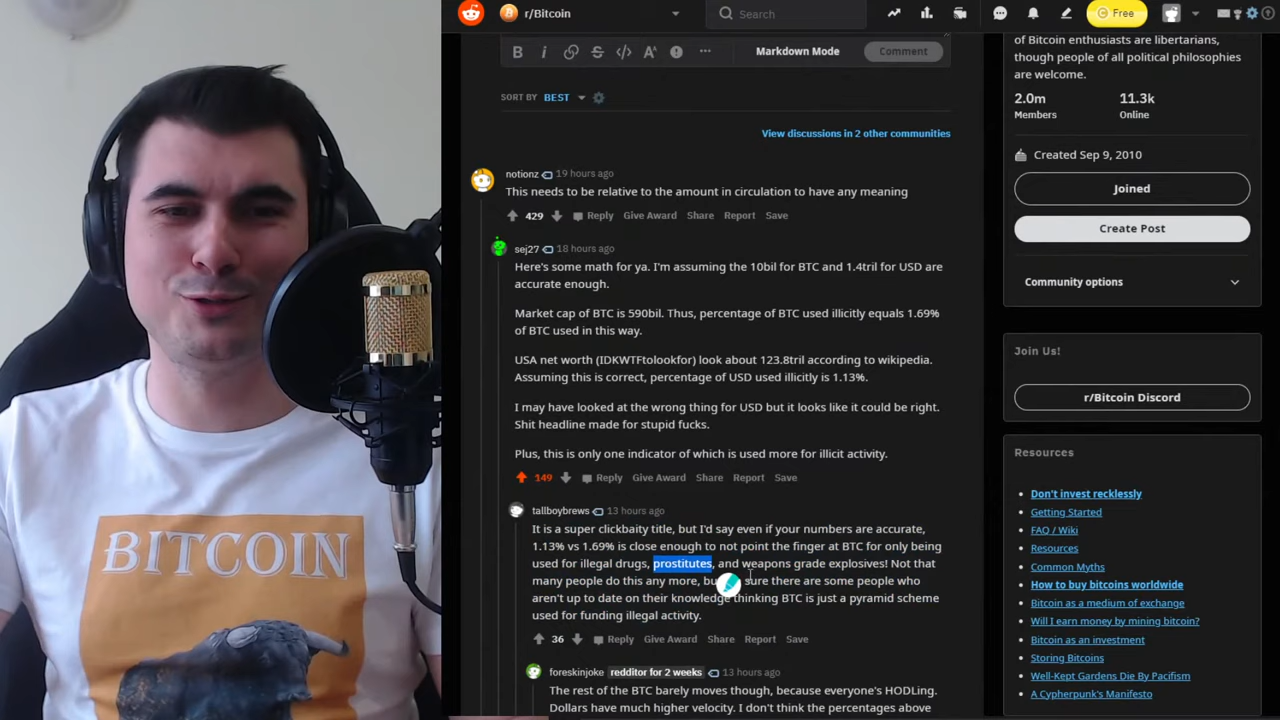 r/Bitcoin
Search
Free
Markdown Mode
Comment
SORT BY BEST
View discussions in 2 other communities
notionz 19 hours ago
This needs to be relative to the amount in circulation to have any meaning
429 Reply Give Award Share Report Save
sej27 18 hours ago
Here's some math for ya. I'm assuming the 10bil for BTC and 1.4tril for USD are
accurate enough.
Market cap of BTC is 590bil. Thus, percentage of BTC used illicitly equals 1.69%
of BTC used in this way.
USA net worth (IDKWTFtolookfor) look about 123.8tril according to wikipedia.
Assuming this is correct, percentage of USD used illicitly is 1.13%.
I may have looked at the wrong thing for USD but it looks like it could be right.
Shit headline made for stupid fucks.
Plus, this is only one indicator of which is used more for illicit activity.
149 Reply Give Award Share Report Save
tallboybrews 13 hours ago
It is a super clickbaity title, but I'd say even if your numbers are accurate,
1.13% vs 1.69% is close enough to not point the finger at BTC for only being
used for illegal drugs, prostitutes, and weapons grade explosives! Not that
many people do this any more, bu sure there are some people who
aren't up to date on their knowledge thinking BTC is just a pyramid scheme
used for funding illegal activity.
36 Reply Give Award Share Report Save
foreskinjoke redditor for 2 weeks 13 hours ago
The rest of the BTC barely moves though, because everyone's HODLing.
Dollars have much higher velocity. I don't think the percentages above
of Bitcoin enthusiasts are libertarians,
though people of all political philosophies
are welcome.
2.0m 11.3k
Members Online
Created Sep 9, 2010
Joined
Create Post
Community options
Join Us!
r/Bitcoin Discord
Resources
Don't invest recklessly
Getting Started
FAQ / Wiki
Resources
Common Myths
How to buy bitcoins worldwide
Bitcoin as a medium of exchange
Will I earn money by mining bitcoin?
Bitcoin as an investment
Storing Bitcoins
Well-Kept Gardens Die By Pacifism
A Cypherpunk's Manifesto
BITCOIN